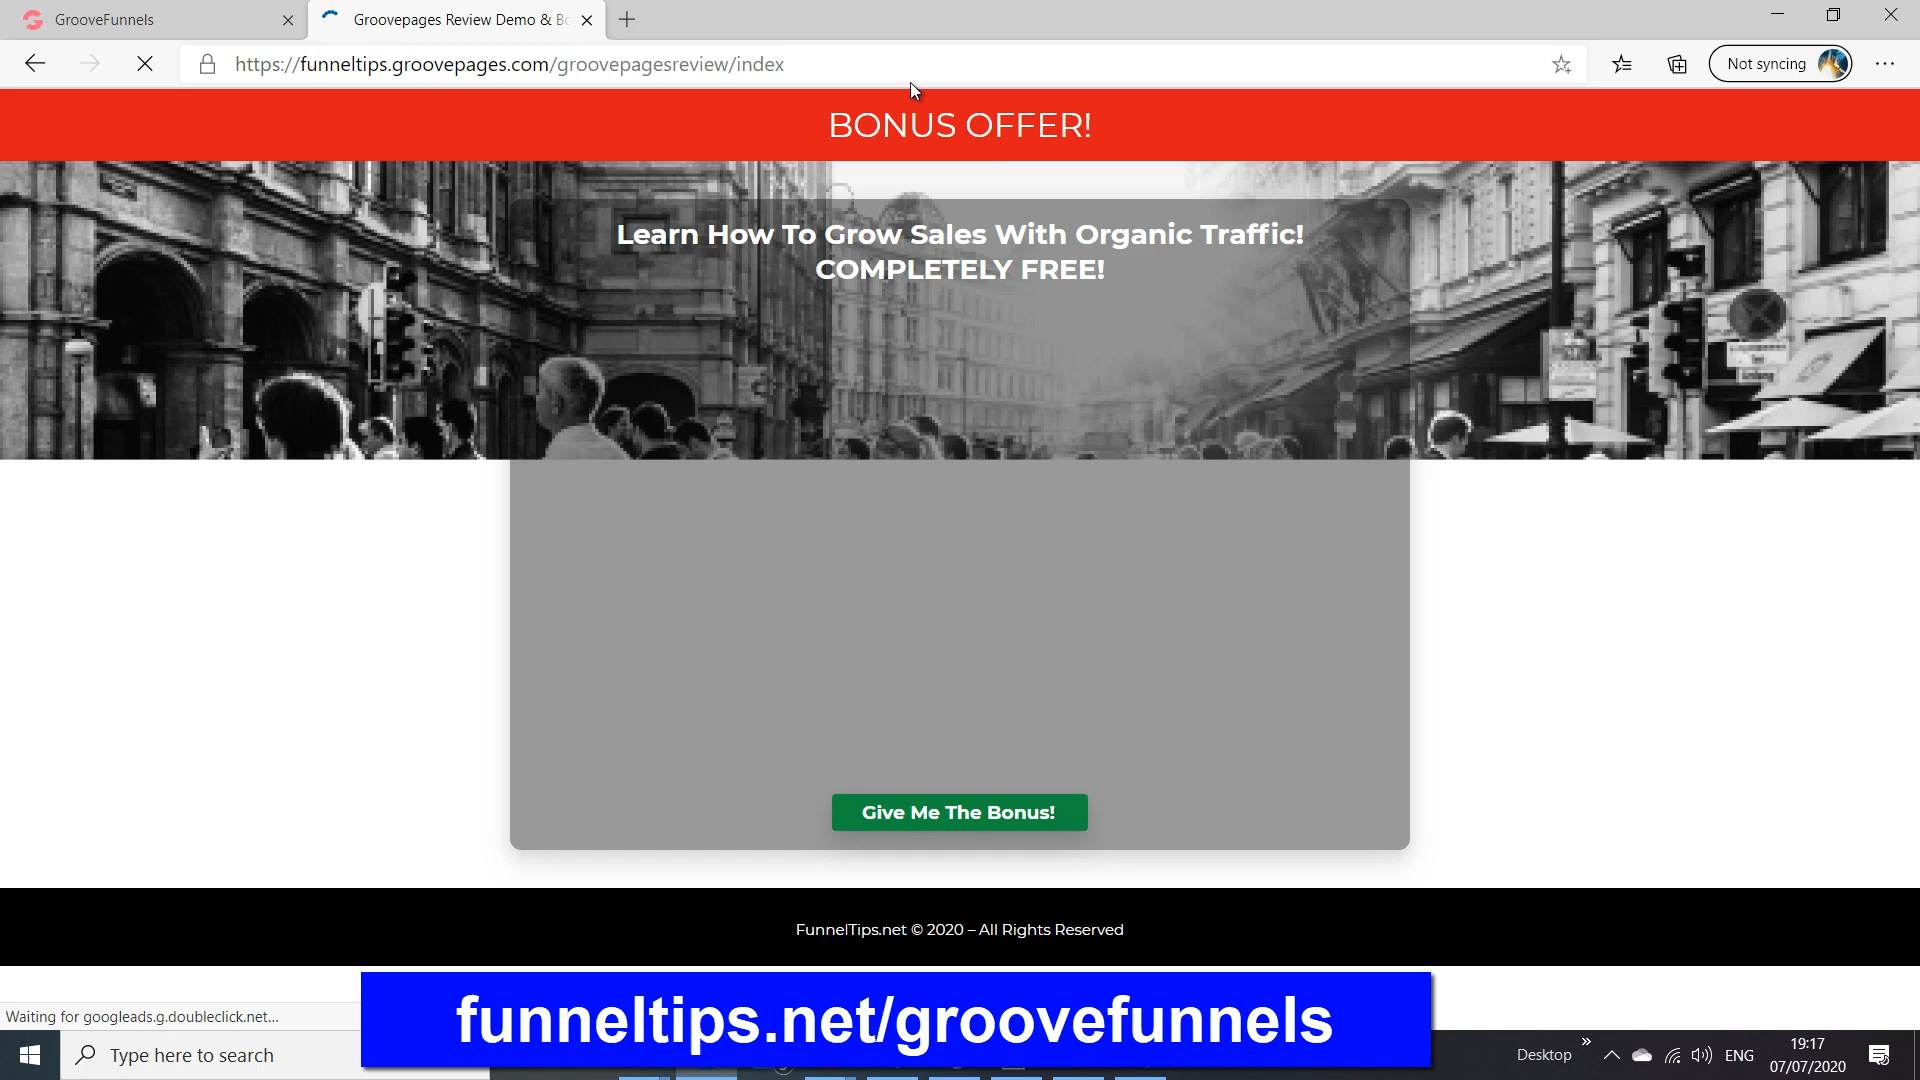 GrooveFunnels
Groovepages Review Demo & Bo
https://funneltips.groovepages.com/groovepagesreview/index
Not syncing
BONUS OFFER!
Learn How To Grow Sales With Organic Traffic!
COMPLETELY FREE!
Give Me The Bonus!
FunnelTips.net © 2020 – All Rights Reserved
Waiting for googleads.g.doubleclick.net...
funneltips.net/groovefunnels
Type here to search
Desktop
ENG
19:17
07/07/2020